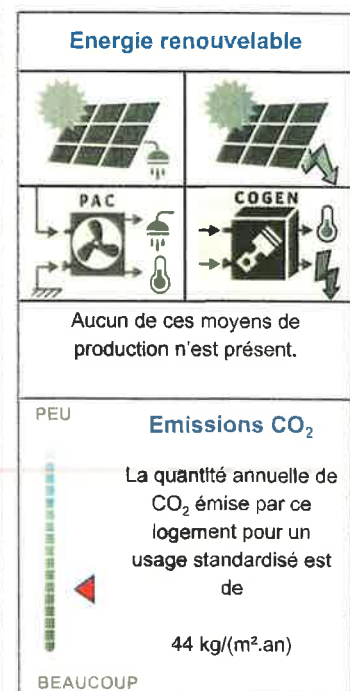 Energie renouvelable
PAC
COGEN
Aucun de ces moyens de
production n'est présent.
PEU
Emissions CO₂
La quantité annuelle de
CO₂ émise par ce
logement pour un
usage standardisé est
de
44 kg/(m².an)
BEAUCOUP